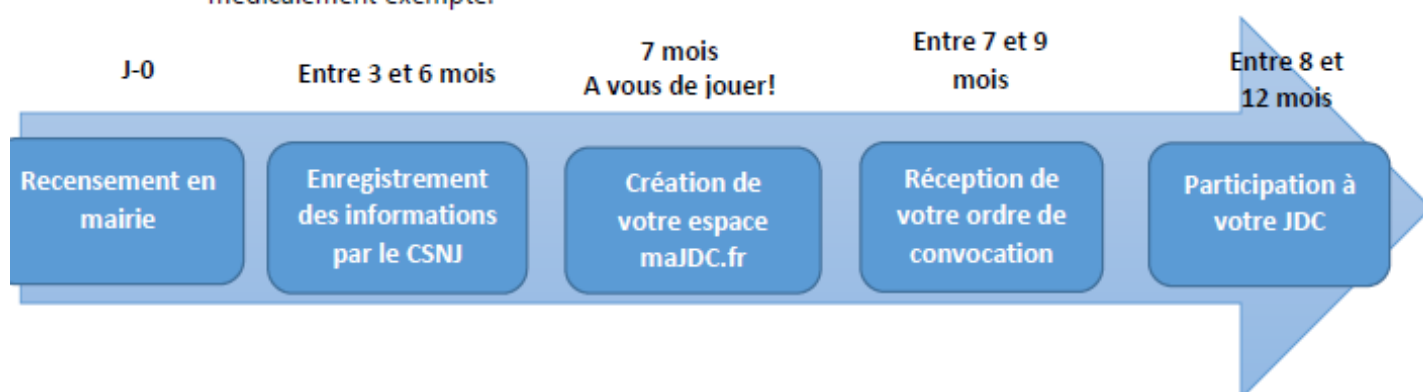 médicalement exempté.
J-0
Entre 3 et 6 mois
7 mois
A vous de jouer!
Entre 7 et 9
mois
Entre 8 et
12 mois
Recensement en
mairie
Enregistrement
des informations
par le CSNJ
Création de
votre espace
maJDC.fr
Réception de
votre ordre de
convocation
Participation à
votre JDC